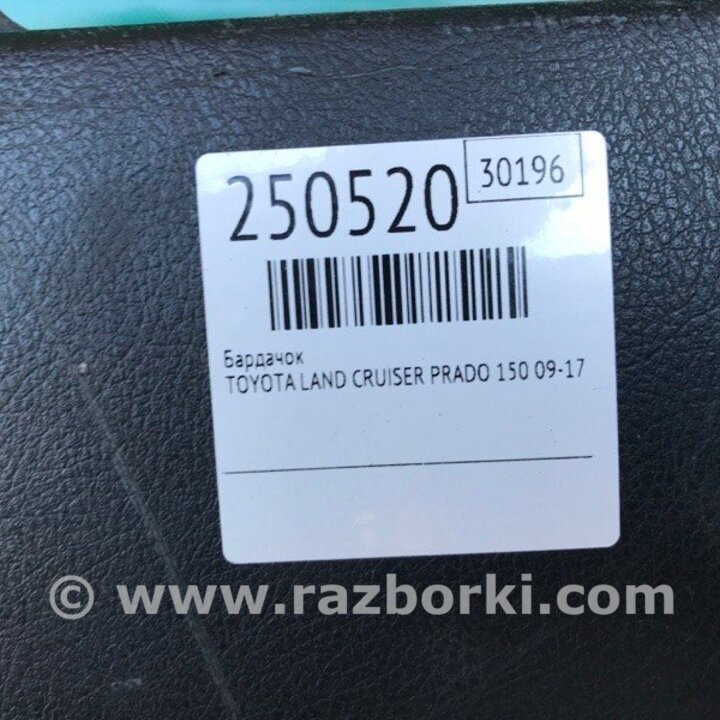 250520
30196
Бардачок
TOYOTA LAND CRUISER PRADO 150 09-17
© www.razborki.com